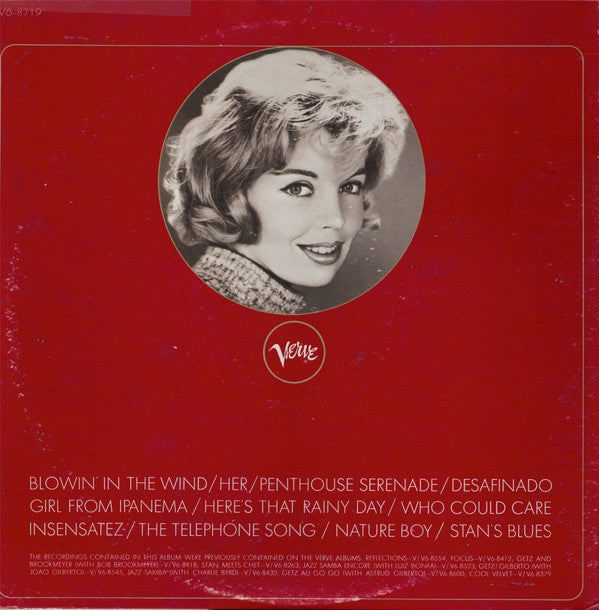 V6-8719
Verve
BLOWIN' IN THE WIND/HER/PENTHOUSE SERENADE/DESAFINADO
GIRL FROM IPANEMA/HERE'S THAT RAINY DAY/WHO COULD CARE
INSENSATEZ/THE TELEPHONE SONG/NATURE BOY/STAN'S BLUES
THE RECORDINGS CONTAINED IN THIS ALBUM WERE PREVIOUSLY CONTAINED ON THE VERVE ALBUMS: REFLECTIONS—V/V6-8554, FOCUS—V/V6-8412, GETZ AND
BROOKMEYER (WITH BOB BROOKMEYER)—V/V6-8418, STAN MEETS CHET—V/V6-8263, JAZZ SAMBA ENCORE (WITH LUIZ BONFA)—V/V6-8523, GETZ/GILBERTO (WITH
JOAO GILBERTO)—V/V6-8545, JAZZ SAMBA (WITH CHARLIE BYRD)—V/V6-8432, GETZ AU GO GO (WITH ASTRUD GILBERTO)—V/V6-8600, COOL VELVET—V/V6-8379